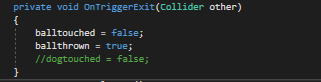 private void OnTriggerExit(Collider other)
{
balltouched = false;
ballthrown = true;
//dogtouched = false;
}